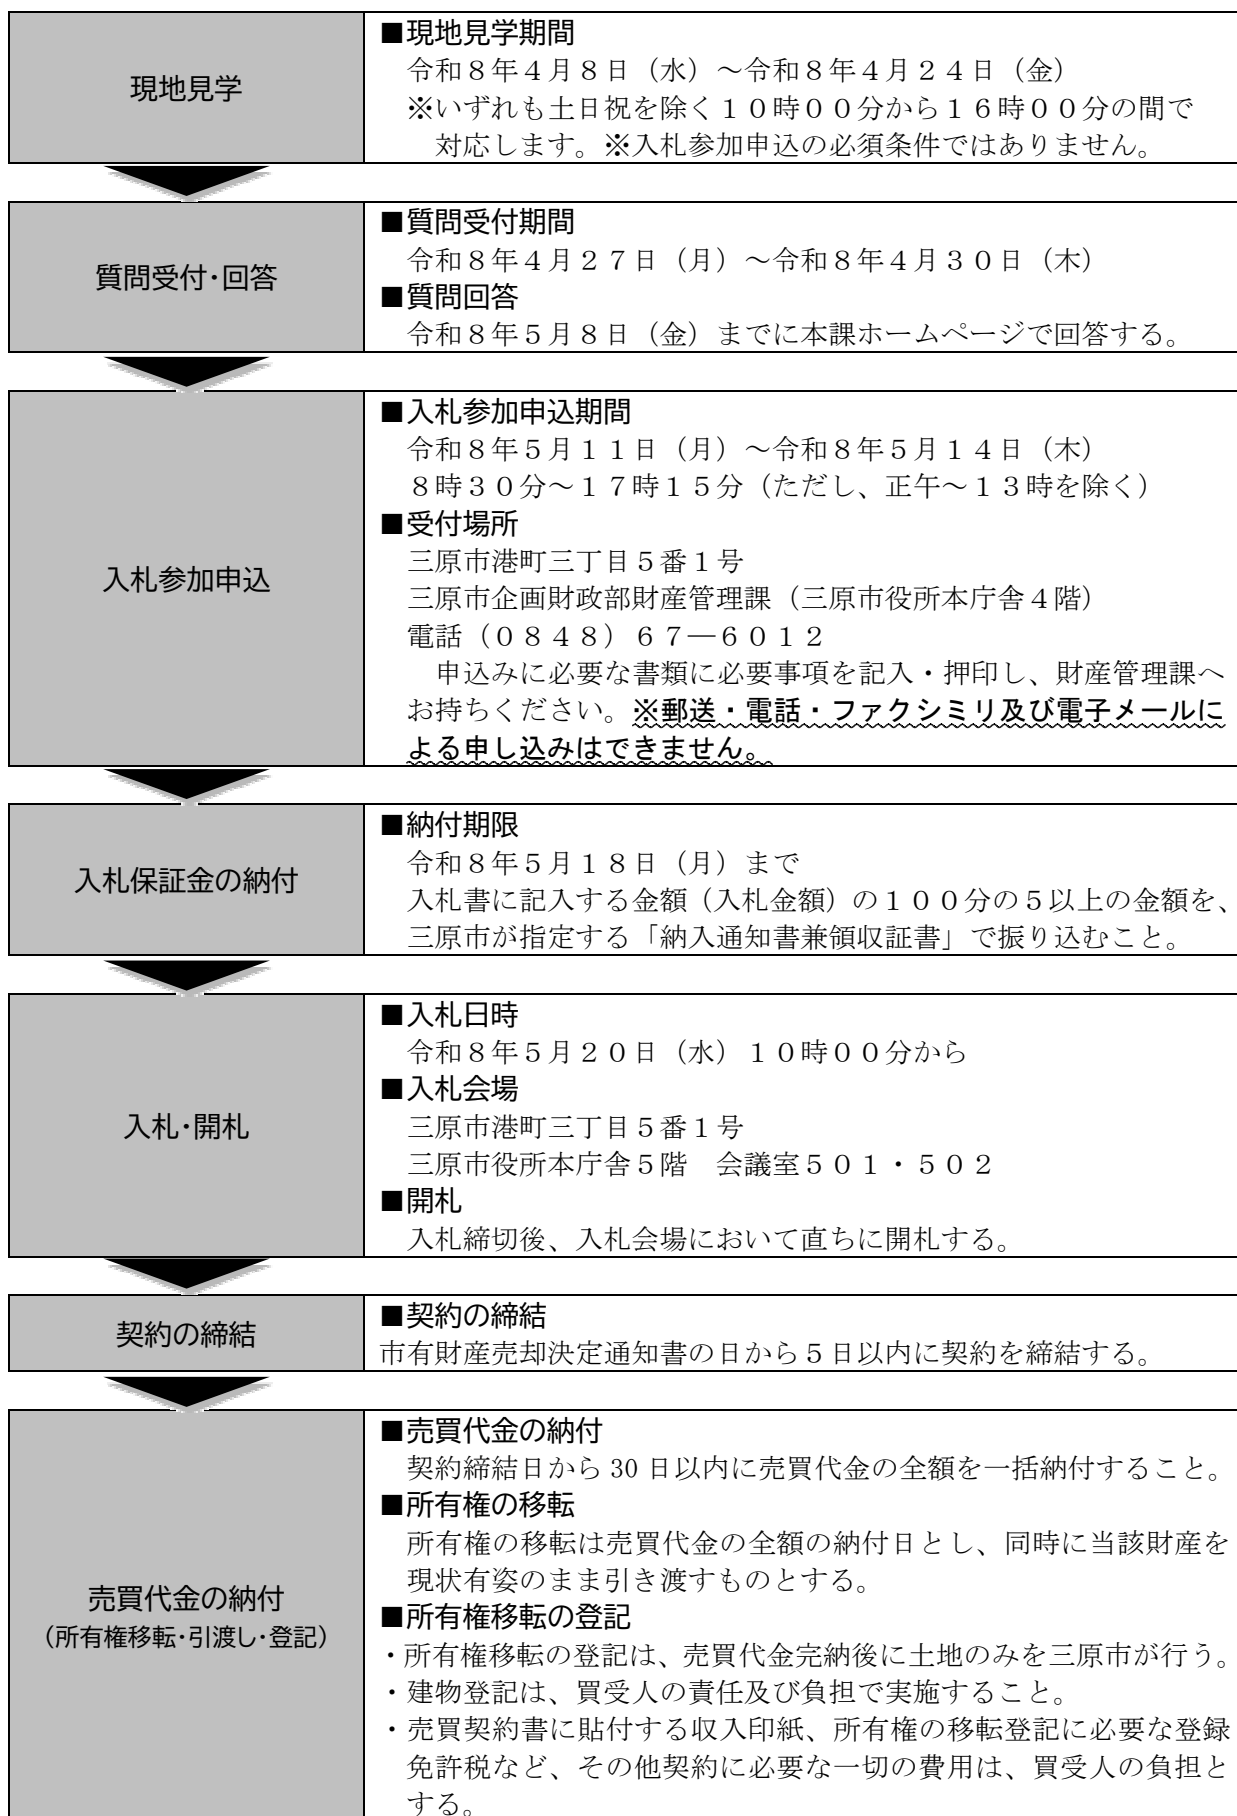 現地見学
■現地見学期間
令和８年４月８日（水）～令和８年４月２４日（金）
※いずれも土日祝を除く１０時００分から１６時００分の間で
対応します。※入札参加申込の必須条件ではありません。
質問受付・回答
■質問受付期間
令和８年４月２７日（月）～令和８年４月３０日（木）
■質問回答
令和８年５月８日（金）までに本課ホームページで回答する。
入札参加申込
■入札参加申込期間
令和８年５月１１日（月）～令和８年５月１４日（木）
８時３０分～１７時１５分（ただし、正午～１３時を除く）
■受付場所
三原市港町三丁目５番１号
三原市企画財政部財産管理課（三原市役所本庁舎４階）
電話（０８４８）６７―６０１２
申込みに必要な書類に必要事項を記入・押印し、財産管理課へ
お持ちください。※郵送・電話・ファクシミリ及び電子メールに
よる申し込みはできません。
入札保証金の納付
■納付期限
令和８年５月１８日（月）まで
入札書に記入する金額（入札金額）の１００分の５以上の金額を、
三原市が指定する「納入通知書兼領収証書」で振り込むこと。
入札・開札
■入札日時
令和８年５月２０日（水）１０時００分から
■入札会場
三原市港町三丁目５番１号
三原市役所本庁舎５階　会議室５０１・５０２
■開札
入札締切後、入札会場において直ちに開札する。
契約の締結
■契約の締結
市有財産売却決定通知書の日から５日以内に契約を締結する。
売買代金の納付
（所有権移転・引渡し・登記）
■売買代金の納付
契約締結日から 30 日以内に売買代金の全額を一括納付すること。
■所有権の移転
所有権の移転は売買代金の全額の納付日とし、同時に当該財産を
現状有姿のまま引き渡すものとする。
■所有権移転の登記
・所有権移転の登記は、売買代金完納後に土地のみを三原市が行う。
・建物登記は、買受人の責任及び負担で実施すること。
・売買契約書に貼付する収入印紙、所有権の移転登記に必要な登録
免許税など、その他契約に必要な一切の費用は、買受人の負担と
する。